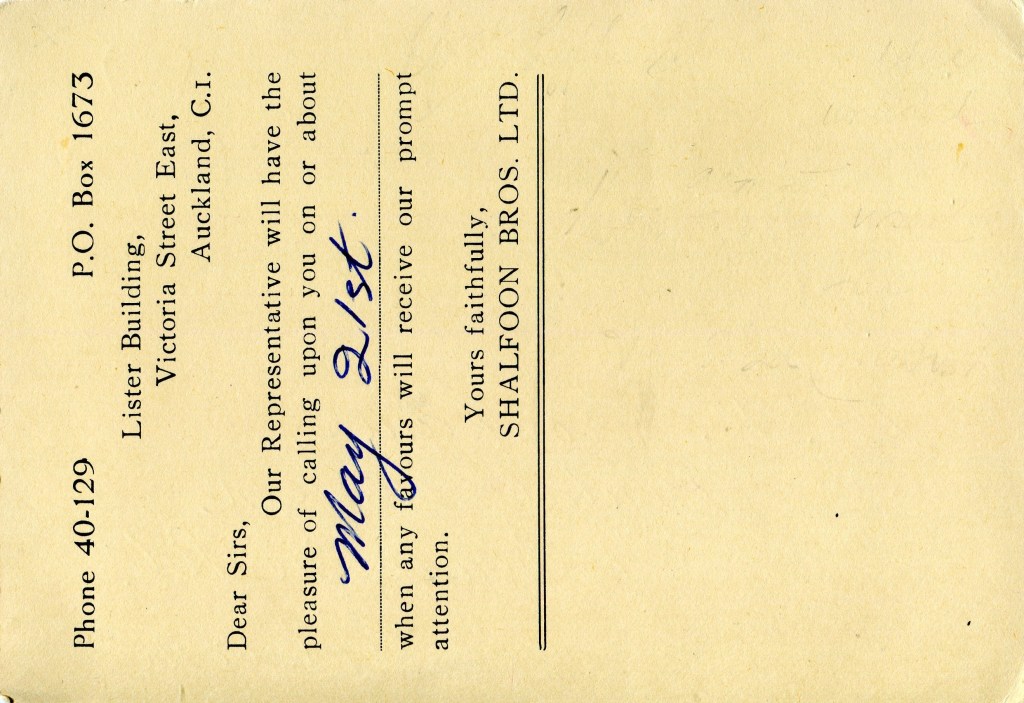 Phone 40-129 P.O. Box 1673
Lister Building,
Victoria Street East,
Auckland, C.1.
Dear Sirs,
Our Representative will have the
pleasure of calling upon you on or about
May 21st.
when any favours will receive our prompt
attention.
Yours faithfully,
SHALFOON BROS. LTD.